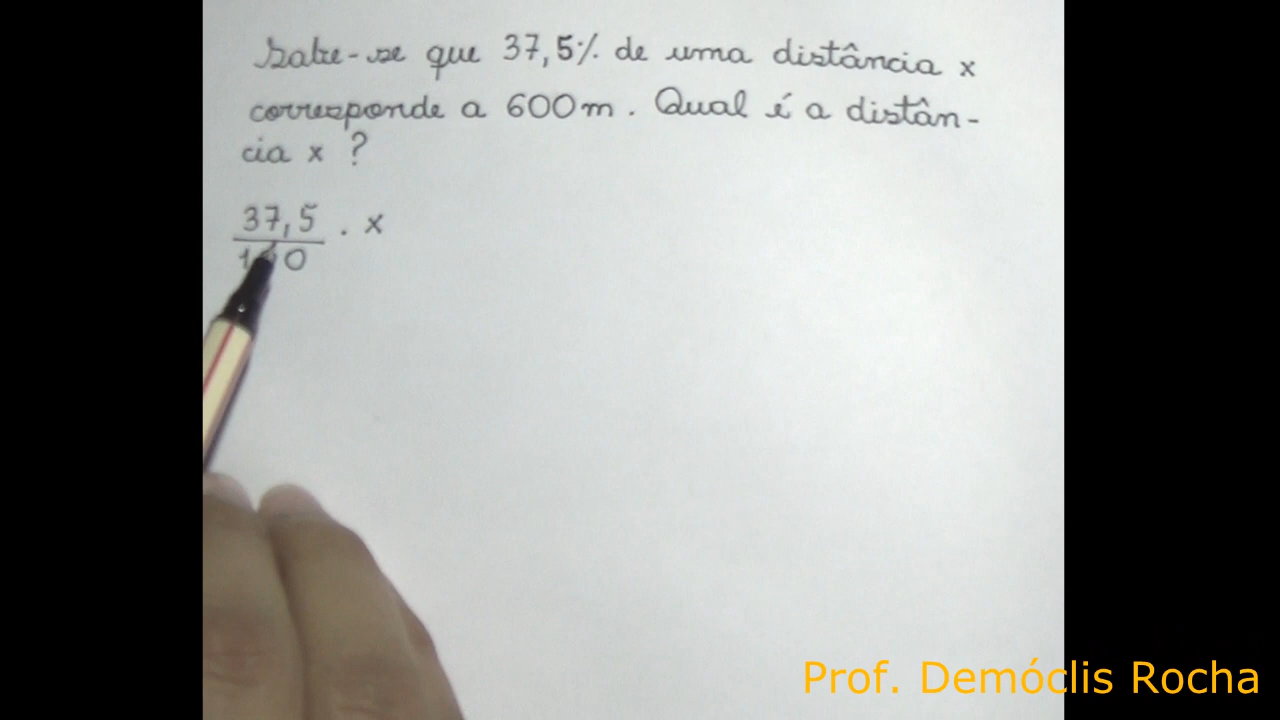 Sabe-se que 37,5% de uma distância x
corresponde a 600m. Qual é a distân-
cia x ?
37,5 . x
100
Prof. Demóclis Rocha